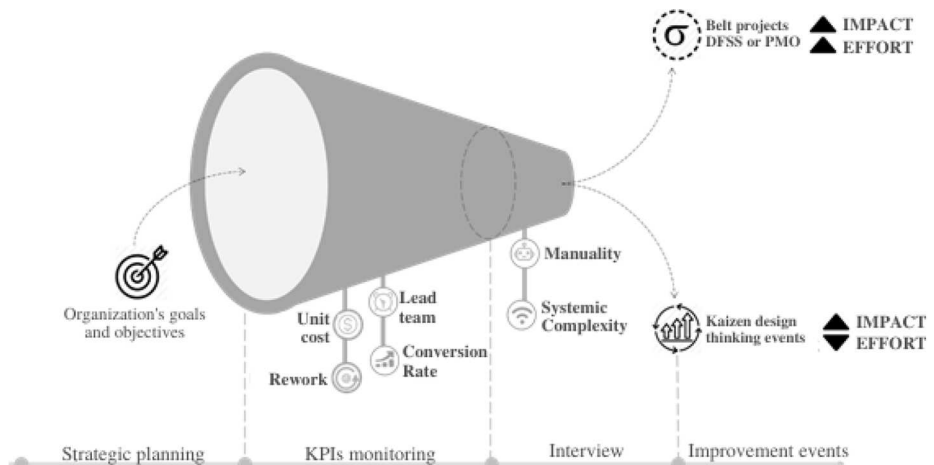 Belt projects
DFSS or PMO
IMPACT
EFFORT
σ
Organization's goals
and objectives
Unit
cost
Rework
Lead
team
Conversion
Rate
Manuality
Systemic
Complexity
Kaizen design
thinking events
IMPACT
EFFORT
Strategic planning
KPIs monitoring
Interview
Improvement events